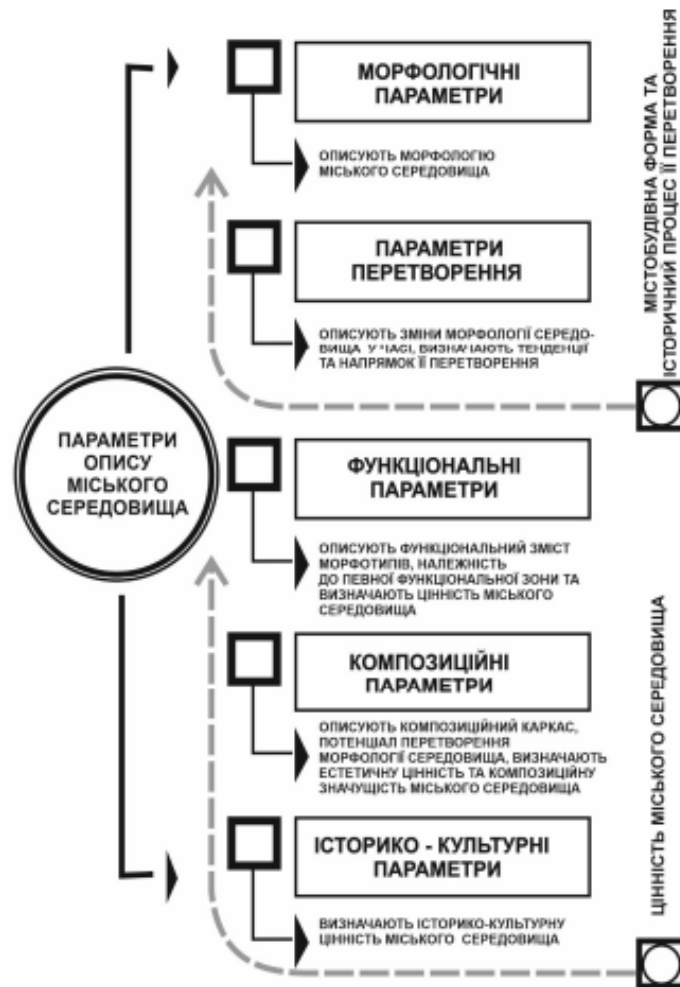 МОРФОЛОГІЧНІ
ПАРАМЕТРИ
ОПИСУЮТЬ МОРФОЛОГІЮ
МІСЬКОГО СЕРЕДОВИЩА
ПАРАМЕТРИ
ПЕРЕТВОРЕННЯ
ОПИСУЮТЬ ЗМІНИ МОРФОЛОГІЇ СЕРЕДО-
ВИЩА У ЧАСІ, ВИЗНАЧАЮТЬ ТЕНДЕНЦІЇ
ТА НАПРЯМОК ЇЇ ПЕРЕТВОРЕННЯ
МІСТОБУДІВНА ФОРМА ТА
ІСТОРИЧНИЙ ПРОЦЕС ЇЇ ПЕРЕТВОРЕННЯ
ПАРАМЕТРИ
ОПИСУ
МІСЬКОГО
СЕРЕДОВИЩА
ФУНКЦІОНАЛЬНІ
ПАРАМЕТРИ
ОПИСУЮТЬ ФУНКЦІОНАЛЬНИЙ ЗМІСТ
МОРФОТИПІВ, НАЛЕЖНІСТЬ
ДО ПЕВНОЇ ФУНКЦІОНАЛЬНОЇ ЗОНИ ТА
ВИЗНАЧАЮТЬ ЦІННІСТЬ МІСЬКОГО
СЕРЕДОВИЩА
КОМПОЗИЦІЙНІ
ПАРАМЕТРИ
ОПИСУЮТЬ КОМПОЗИЦІЙНИЙ КАРКАС,
ПОТЕНЦІАЛ ПЕРЕТВОРЕННЯ
МОРФОЛОГІЇ СЕРЕДОВИЩА, ВИЗНАЧАЮТЬ
ЕСТЕТИЧНУ ЦІННІСТЬ ТА КОМПОЗИЦІЙНУ
ЗНАЧУЩІСТЬ МІСЬКОГО СЕРЕДОВИЩА
ІСТОРИКО - КУЛЬТУРНІ
ПАРАМЕТРИ
ВИЗНАЧАЮТЬ ІСТОРИКО-КУЛЬТУРНУ
ЦІННІСТЬ МІСЬКОГО СЕРЕДОВИЩА
ЦІННІСТЬ МІСЬКОГО СЕРЕДОВИЩА